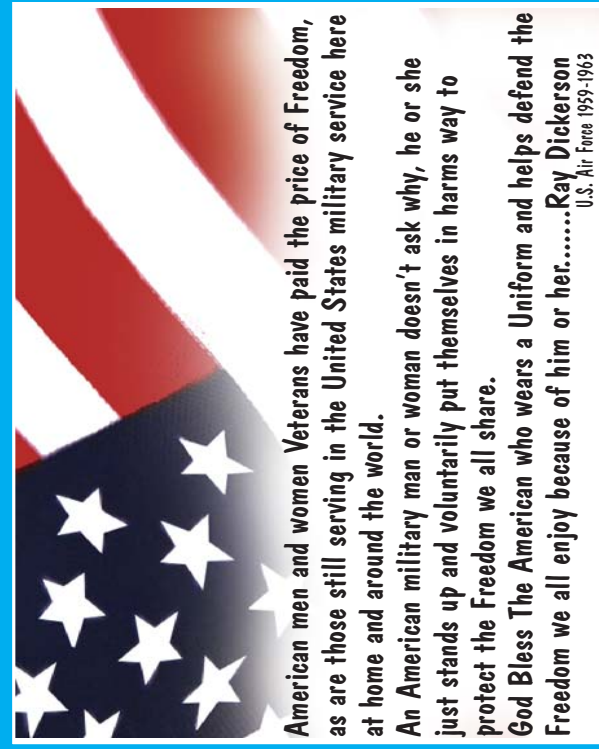 American men and women Veterans have paid the price of Freedom,
as are those still serving in the United States military service here
at home and around the world.
An American military man or woman doesn't ask why, he or she
just stands up and voluntarily put themselves in harms way to
protect the Freedom we all share.
God Bless The American who wears a Uniform and helps defend the
Freedom we all enjoy because of him or her.......Ray Dickerson
U.S. Air Force 1959-1963